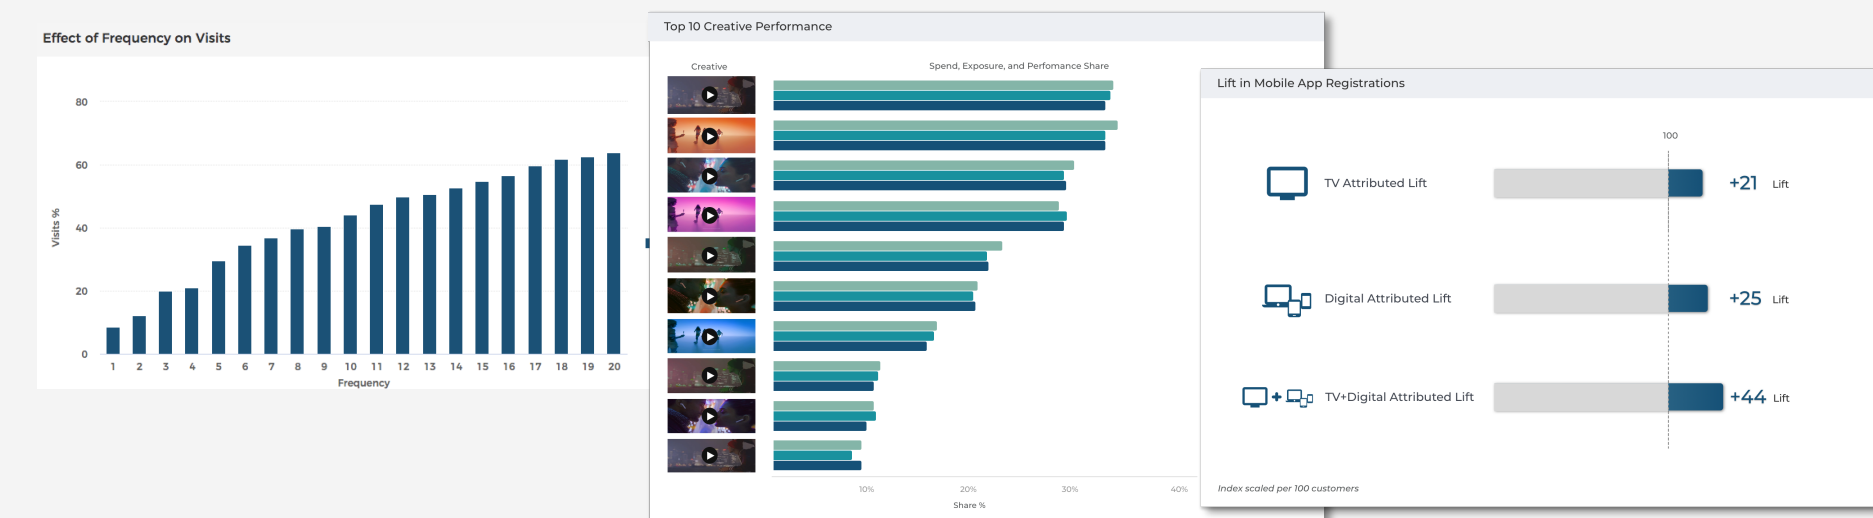 Effect of Frequency on Visits
80
60
40
20
0
Visits %
1 2 3 4 5 6 7 8 9 10 11 12 13 14 15 16 17 18 19 20
Frequency
Top 10 Creative Performance
Creative
Spend, Exposure, and Perfomance Share
10% 20% 30% 40%
Share %
Lift in Mobile App Registrations
100
TV Attributed Lift
+21 Lift
Digital Attributed Lift
+25 Lift
TV+Digital Attributed Lift
+44 Lift
Index scaled per 100 customers